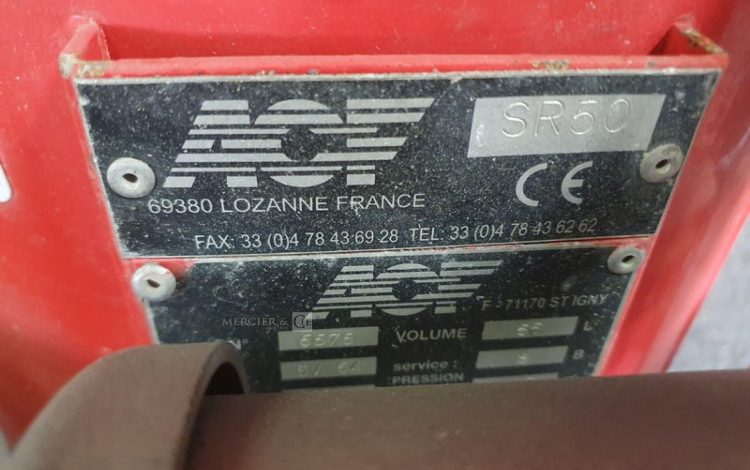 ACF
SR50
CE
69380 LOZANNE FRANCE
FAX: 33 (0)4 78 43 69 28 TEL: 33 (0)4 78 43 62 62
ACF
F - 71170 ST IGNY
MERCIER &
VOLUME L
service : B
PRESSION